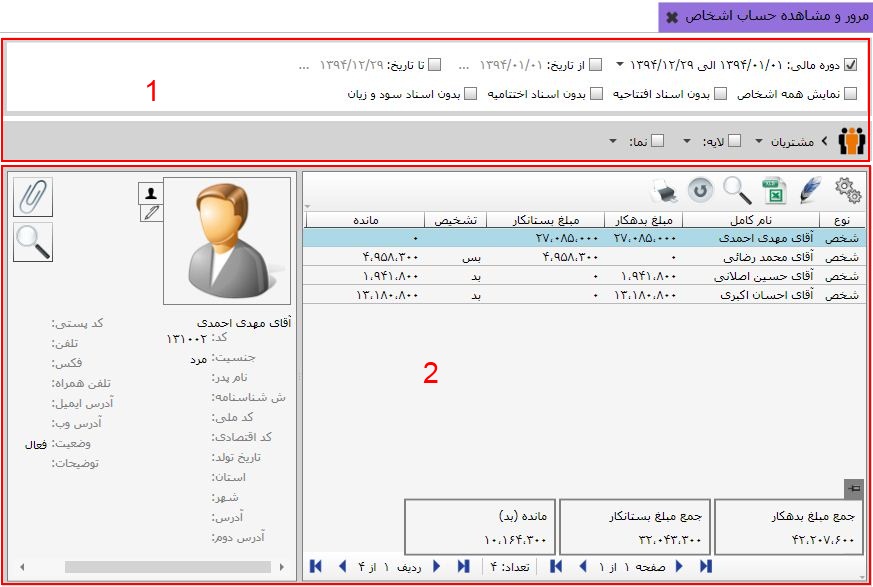 مرور و مشاهده حساب اشخاص
دوره مالی: ۱۳۹۴/۰۱/۰۱ الی ۱۳۹۴/۱۲/۲۹ از تاریخ: ۱۳۹۴/۰۱/۰۱ ... تا تاریخ: ۱۳۹۴/۱۲/۲۹ ...
نمایش همه اشخاص بدون اسناد افتتاحیه بدون اسناد اختتامیه بدون اسناد سود و زیان
1
مشتریان لایه: نما:
نوع نام کامل مبلغ بدهکار مبلغ بستانکار تشخیص مانده
شخص آقای مهدی احمدی ۲۷،۰۸۵،۰۰۰ ۲۷،۰۸۵،۰۰۰ ۰
شخص آقای محمد رضائی ۰ ۴،۹۵۸،۳۰۰ بس ۴،۹۵۸،۳۰۰
شخص آقای حسین اصلانی ۱،۹۴۱،۸۰۰ ۰ بد ۱،۹۴۱،۸۰۰
شخص آقای احسان اکبری ۱۳،۱۸۰،۸۰۰ ۰ بد ۱۳،۱۸۰،۸۰۰
2
جمع مبلغ بدهکار جمع مبلغ بستانکار مانده (بد)
۴۲،۲۰۷،۶۰۰ ۳۲،۰۴۳،۳۰۰ ۱۰،۱۶۴،۳۰۰
صفحه ۱ از ۱ تعداد: ۴ ردیف ۱ از ۴
آقای مهدی احمدی
کد: ۱۳۱۰۰۲
جنسیت: مرد
نام پدر:
ش شناسنامه:
کد ملی:
کد اقتصادی:
تاریخ تولد:
استان:
شهر:
آدرس:
آدرس دوم:
کد پستی:
تلفن:
فکس:
تلفن همراه:
آدرس ایمیل:
آدرس وب:
وضعیت: فعال
توضیحات: